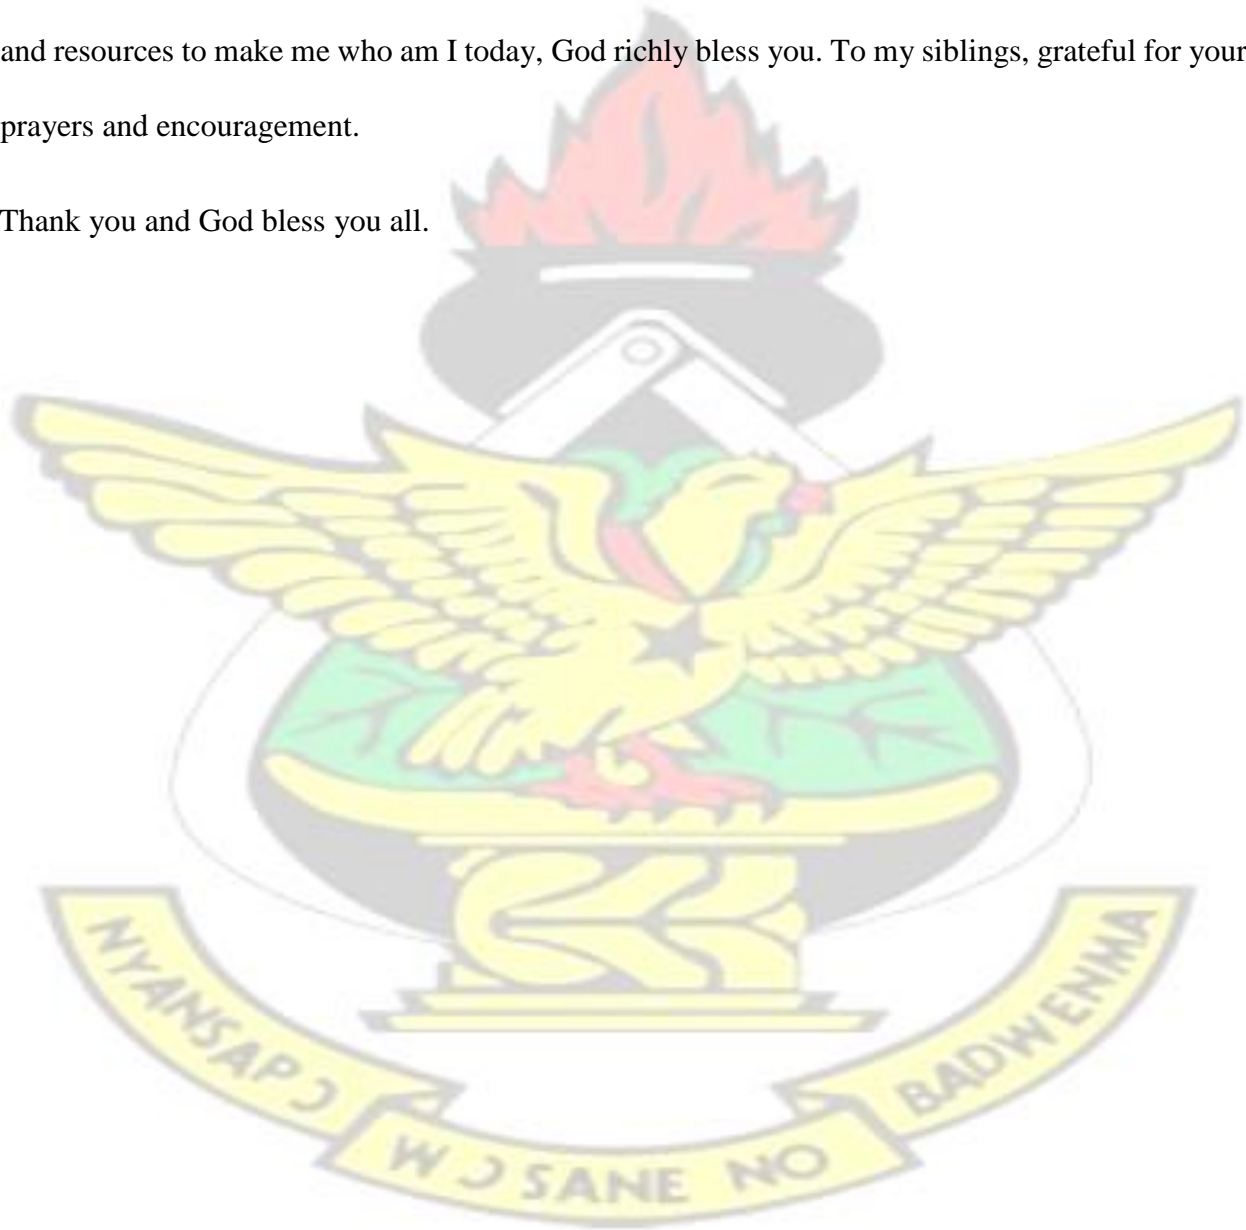 and resources to make me who am I today, God richly bless you. To my siblings, grateful for your
prayers and encouragement.
Thank you and God bless you all.
NYANSAPƆ
WƆSANE NO
BADWENMA